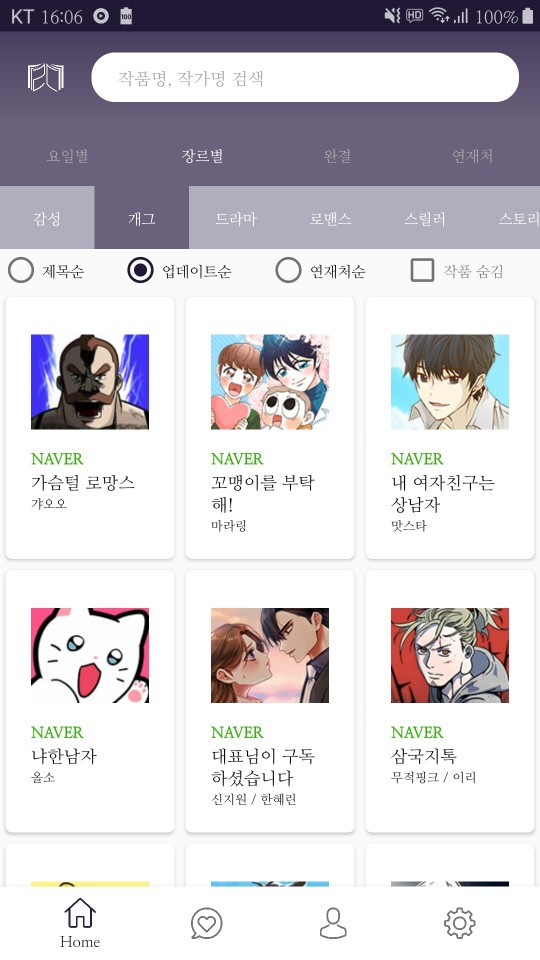 KT 16:06 100 HD 100%
작품명, 작가명 검색
요일별 장르별 완결 연재처
감성 개그 드라마 로맨스 스릴러 스토리
제목순 업데이트순 연재처순 작품 숨김
NAVER
가슴털 로망스
갸오오
NAVER
꼬맹이를 부탁
해!
마라링
NAVER
내 여자친구는
상남자
맛스타
NAVER
냐한남자
올소
NAVER
대표님이 구독
하셨습니다
신지원 / 한혜린
NAVER
삼국지톡
무적핑크 / 이리
Home